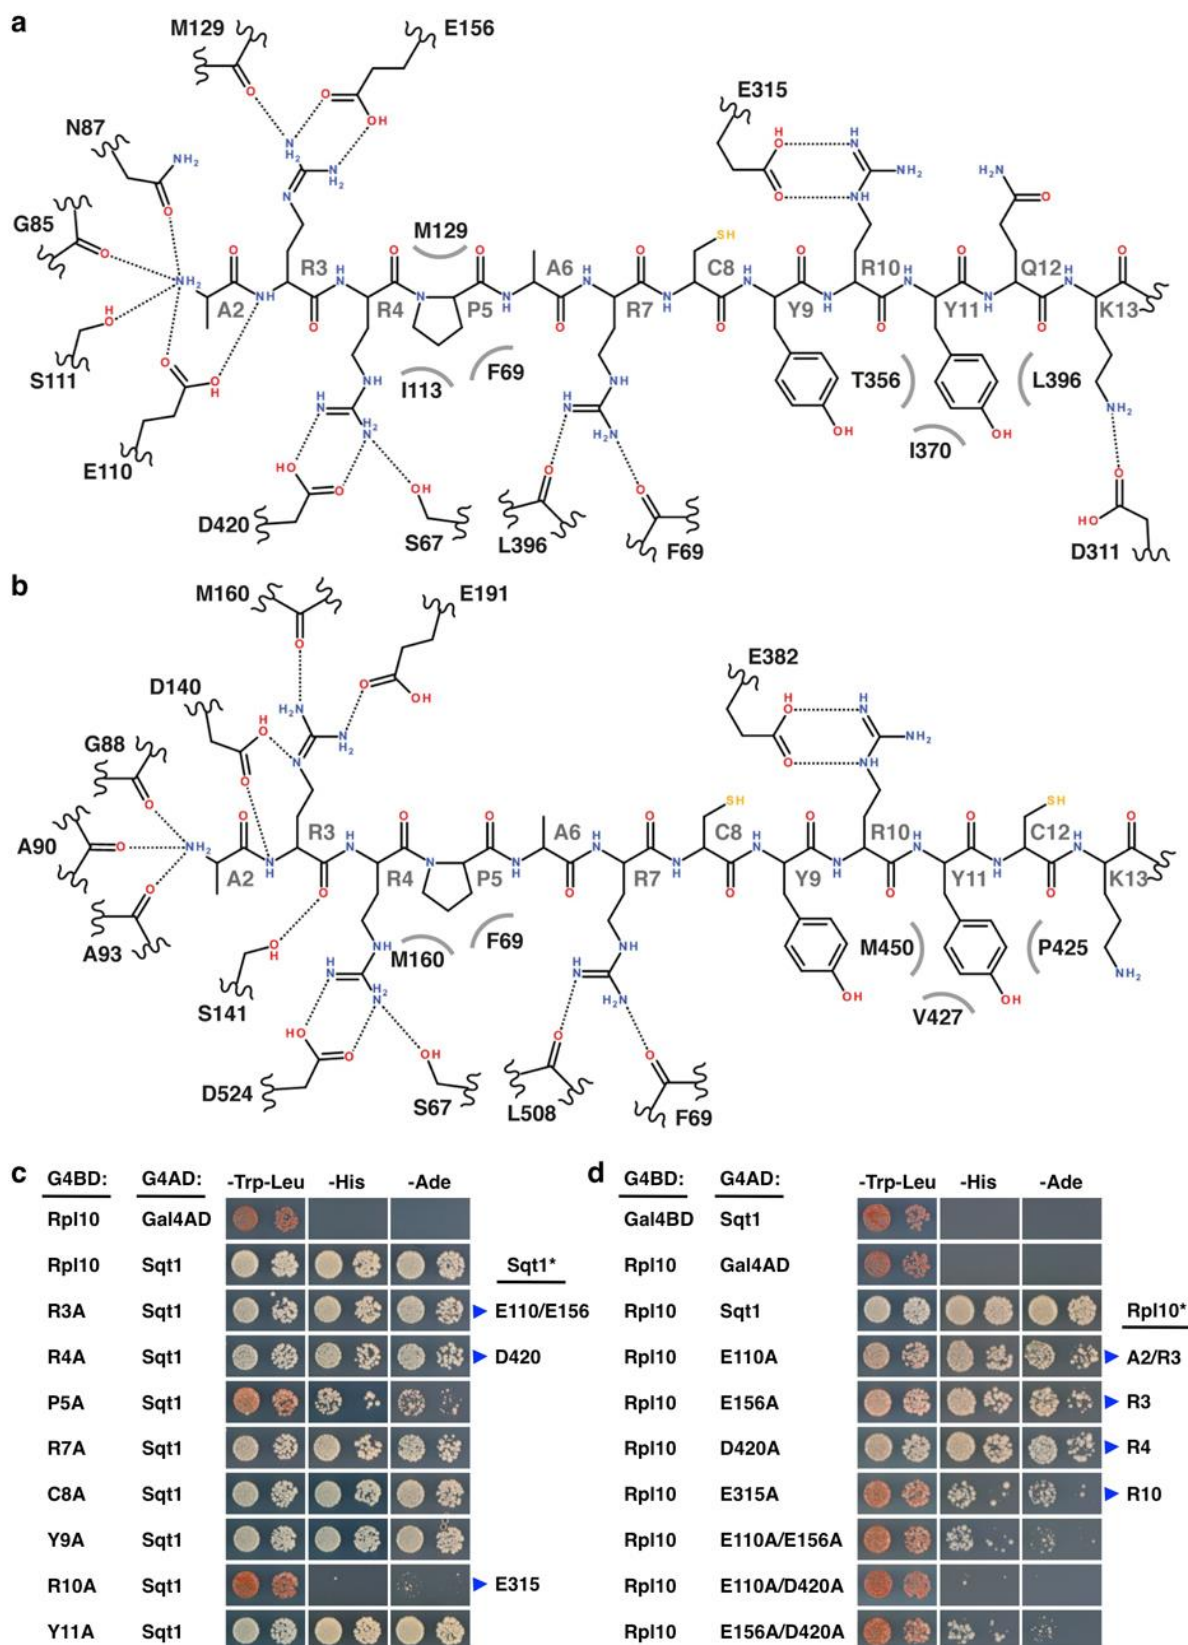 a
M129
E156
E315
N87
G85
M129
R3
A6
C8
R10
Q12
A2
R4
P5
R7
Y9
Y11
K13
S111
I113
F69
T356
L396
I370
E110
D420
S67
L396
F69
D311
b
M160
E191
E382
D140
G88
R3
A6
C8
R10
C12
A90
A2
R4
P5
R7
Y9
Y11
K13
A93
M160
F69
M450
P425
S141
V427
D524
S67
L508
F69
c
G4BD: G4AD: -Trp-Leu -His -Ade
Rpl10 Gal4AD
Rpl10 Sqt1 Sqt1*
R3A Sqt1 E110/E156
R4A Sqt1 D420
P5A Sqt1
R7A Sqt1
C8A Sqt1
Y9A Sqt1
R10A Sqt1 E315
Y11A Sqt1
d
G4BD: G4AD: -Trp-Leu -His -Ade
Gal4BD Sqt1
Rpl10 Gal4AD
Rpl10 Sqt1 Rpl10*
Rpl10 E110A A2/R3
Rpl10 E156A R3
Rpl10 D420A R4
Rpl10 E315A R10
Rpl10 E110A/E156A
Rpl10 E110A/D420A
Rpl10 E156A/D420A